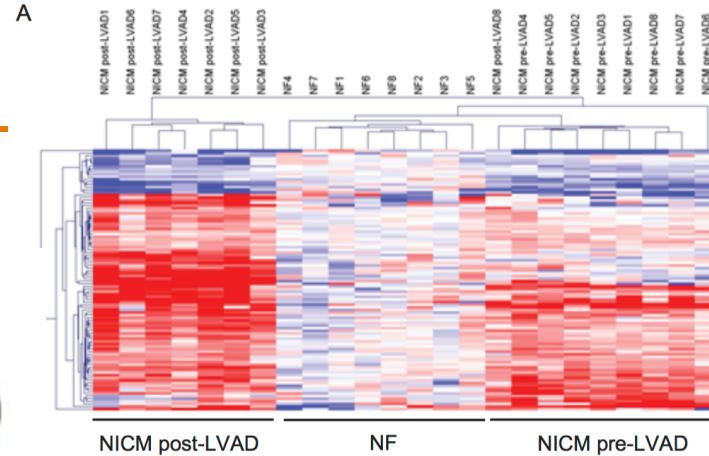 A
NICM post-LVAD1
NICM post-LVAD6
NICM post-LVAD7
NICM post-LVAD4
NICM post-LVAD2
NICM post-LVAD5
NICM post-LVAD3
NF4
NF7
NF1
NF6
NF8
NF2
NF3
NF5
NICM post-LVAD8
NICM pre-LVAD4
NICM pre-LVAD5
NICM pre-LVAD2
NICM pre-LVAD3
NICM pre-LVAD1
NICM pre-LVAD8
NICM pre-LVAD7
NICM pre-LVAD6
NICM post-LVAD
NF
NICM pre-LVAD